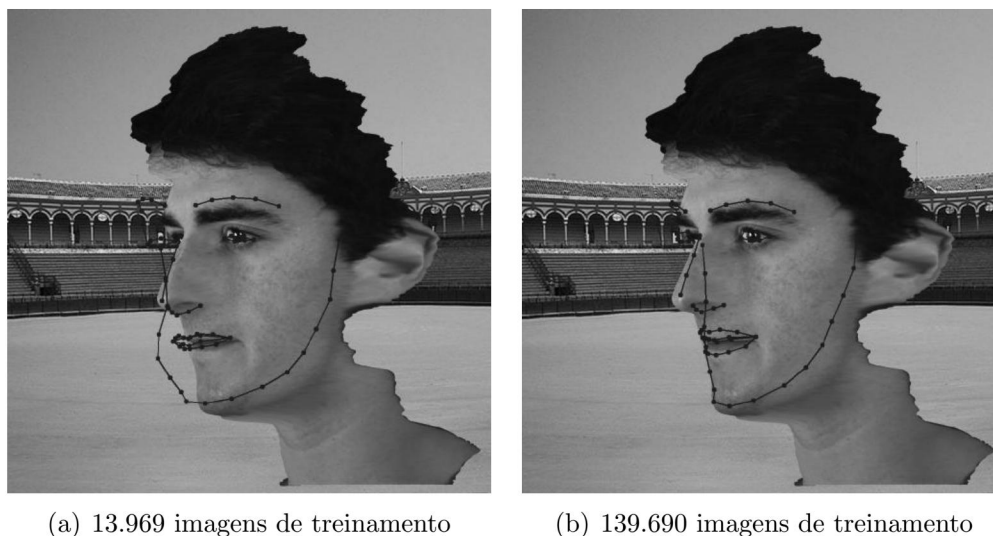 (a) 13.969 imagens de treinamento
(b) 139.690 imagens de treinamento